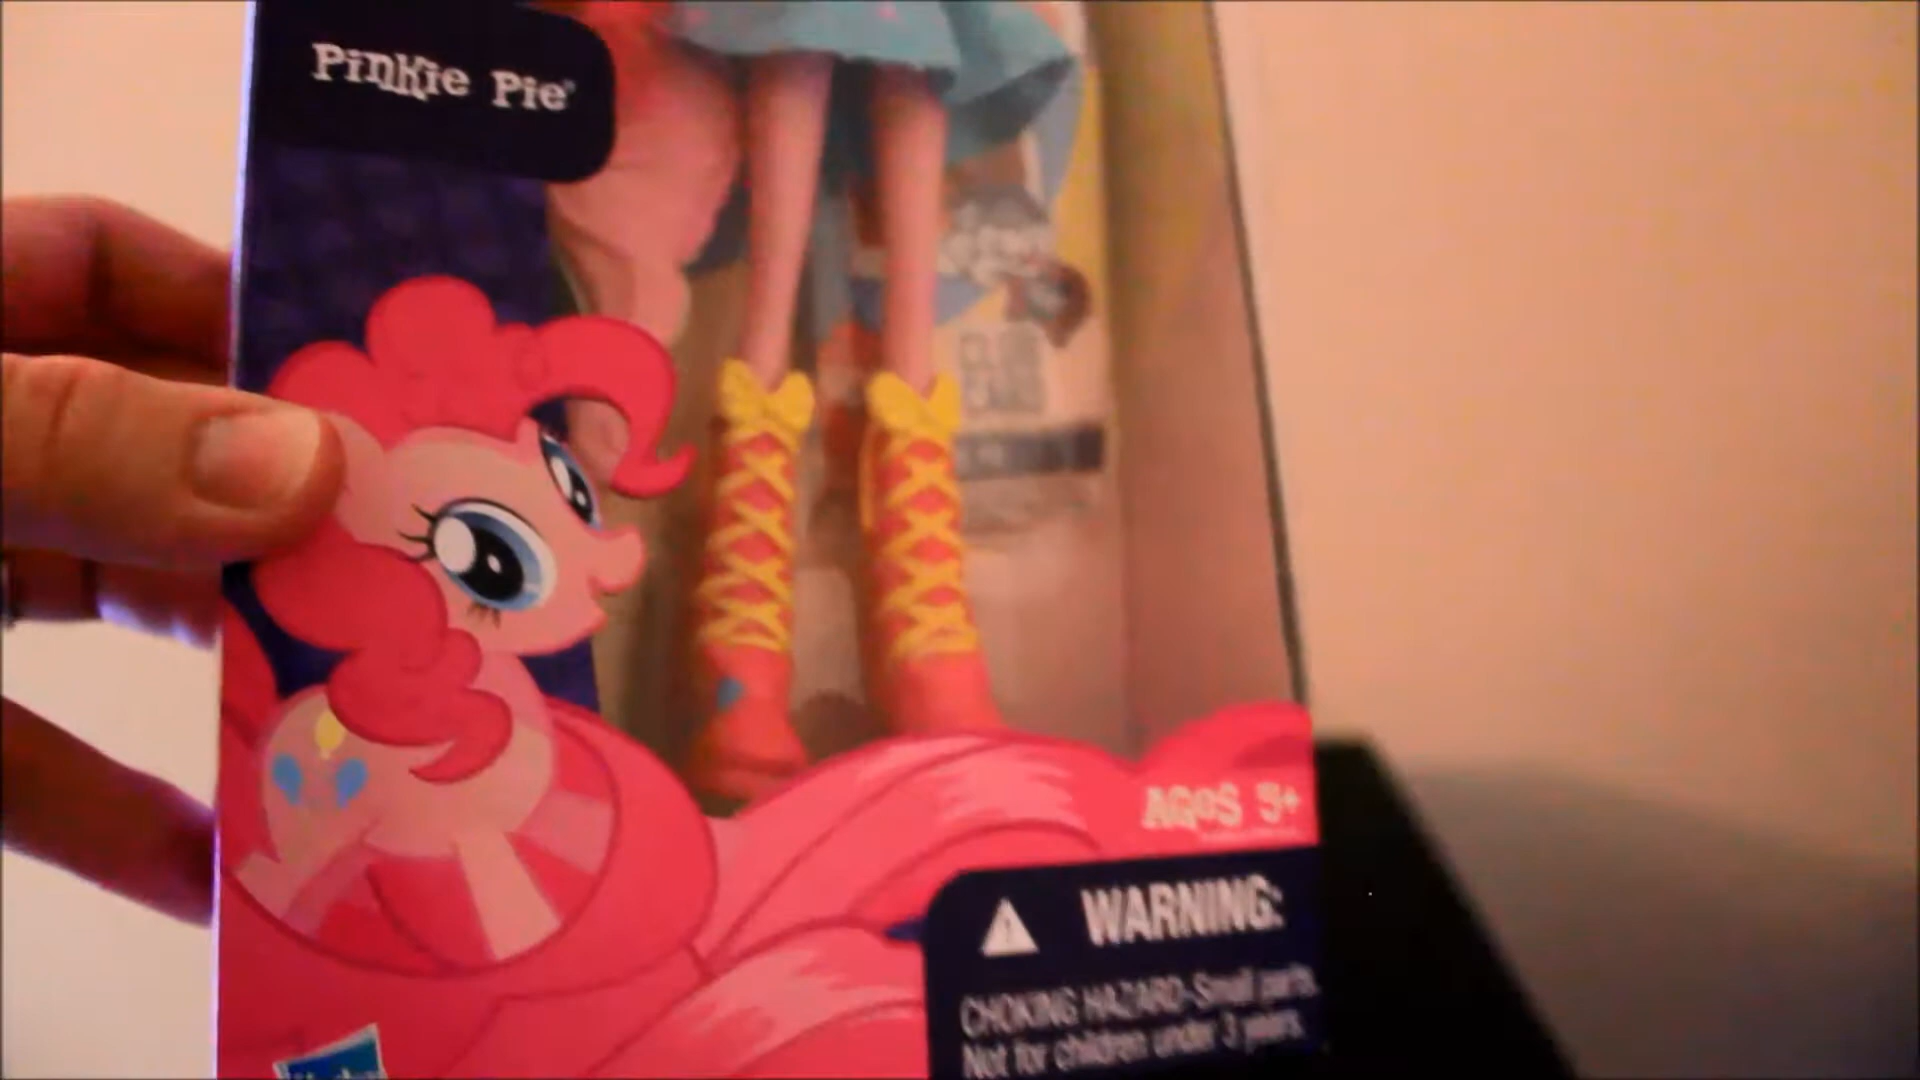 Pinkie Pie
AGES 5+
WARNING:
CHOKING HAZARD-Small parts.
Not for children under 3 years.